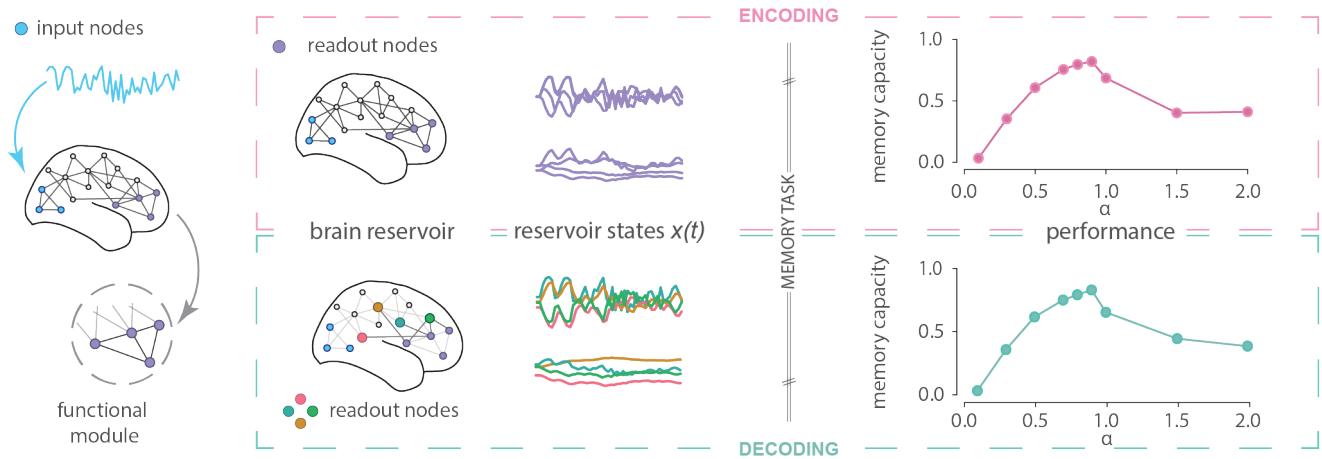 input nodes
functional
module
ENCODING
readout nodes
brain reservoir
reservoir states x(t)
MEMORY TASK
memory capacity
1.0
0.5
0.0
0.0
0.5
1.0
1.5
2.0
α
performance
readout nodes
memory capacity
1.0
0.5
0.0
0.0
0.5
1.0
1.5
2.0
α
DECODING